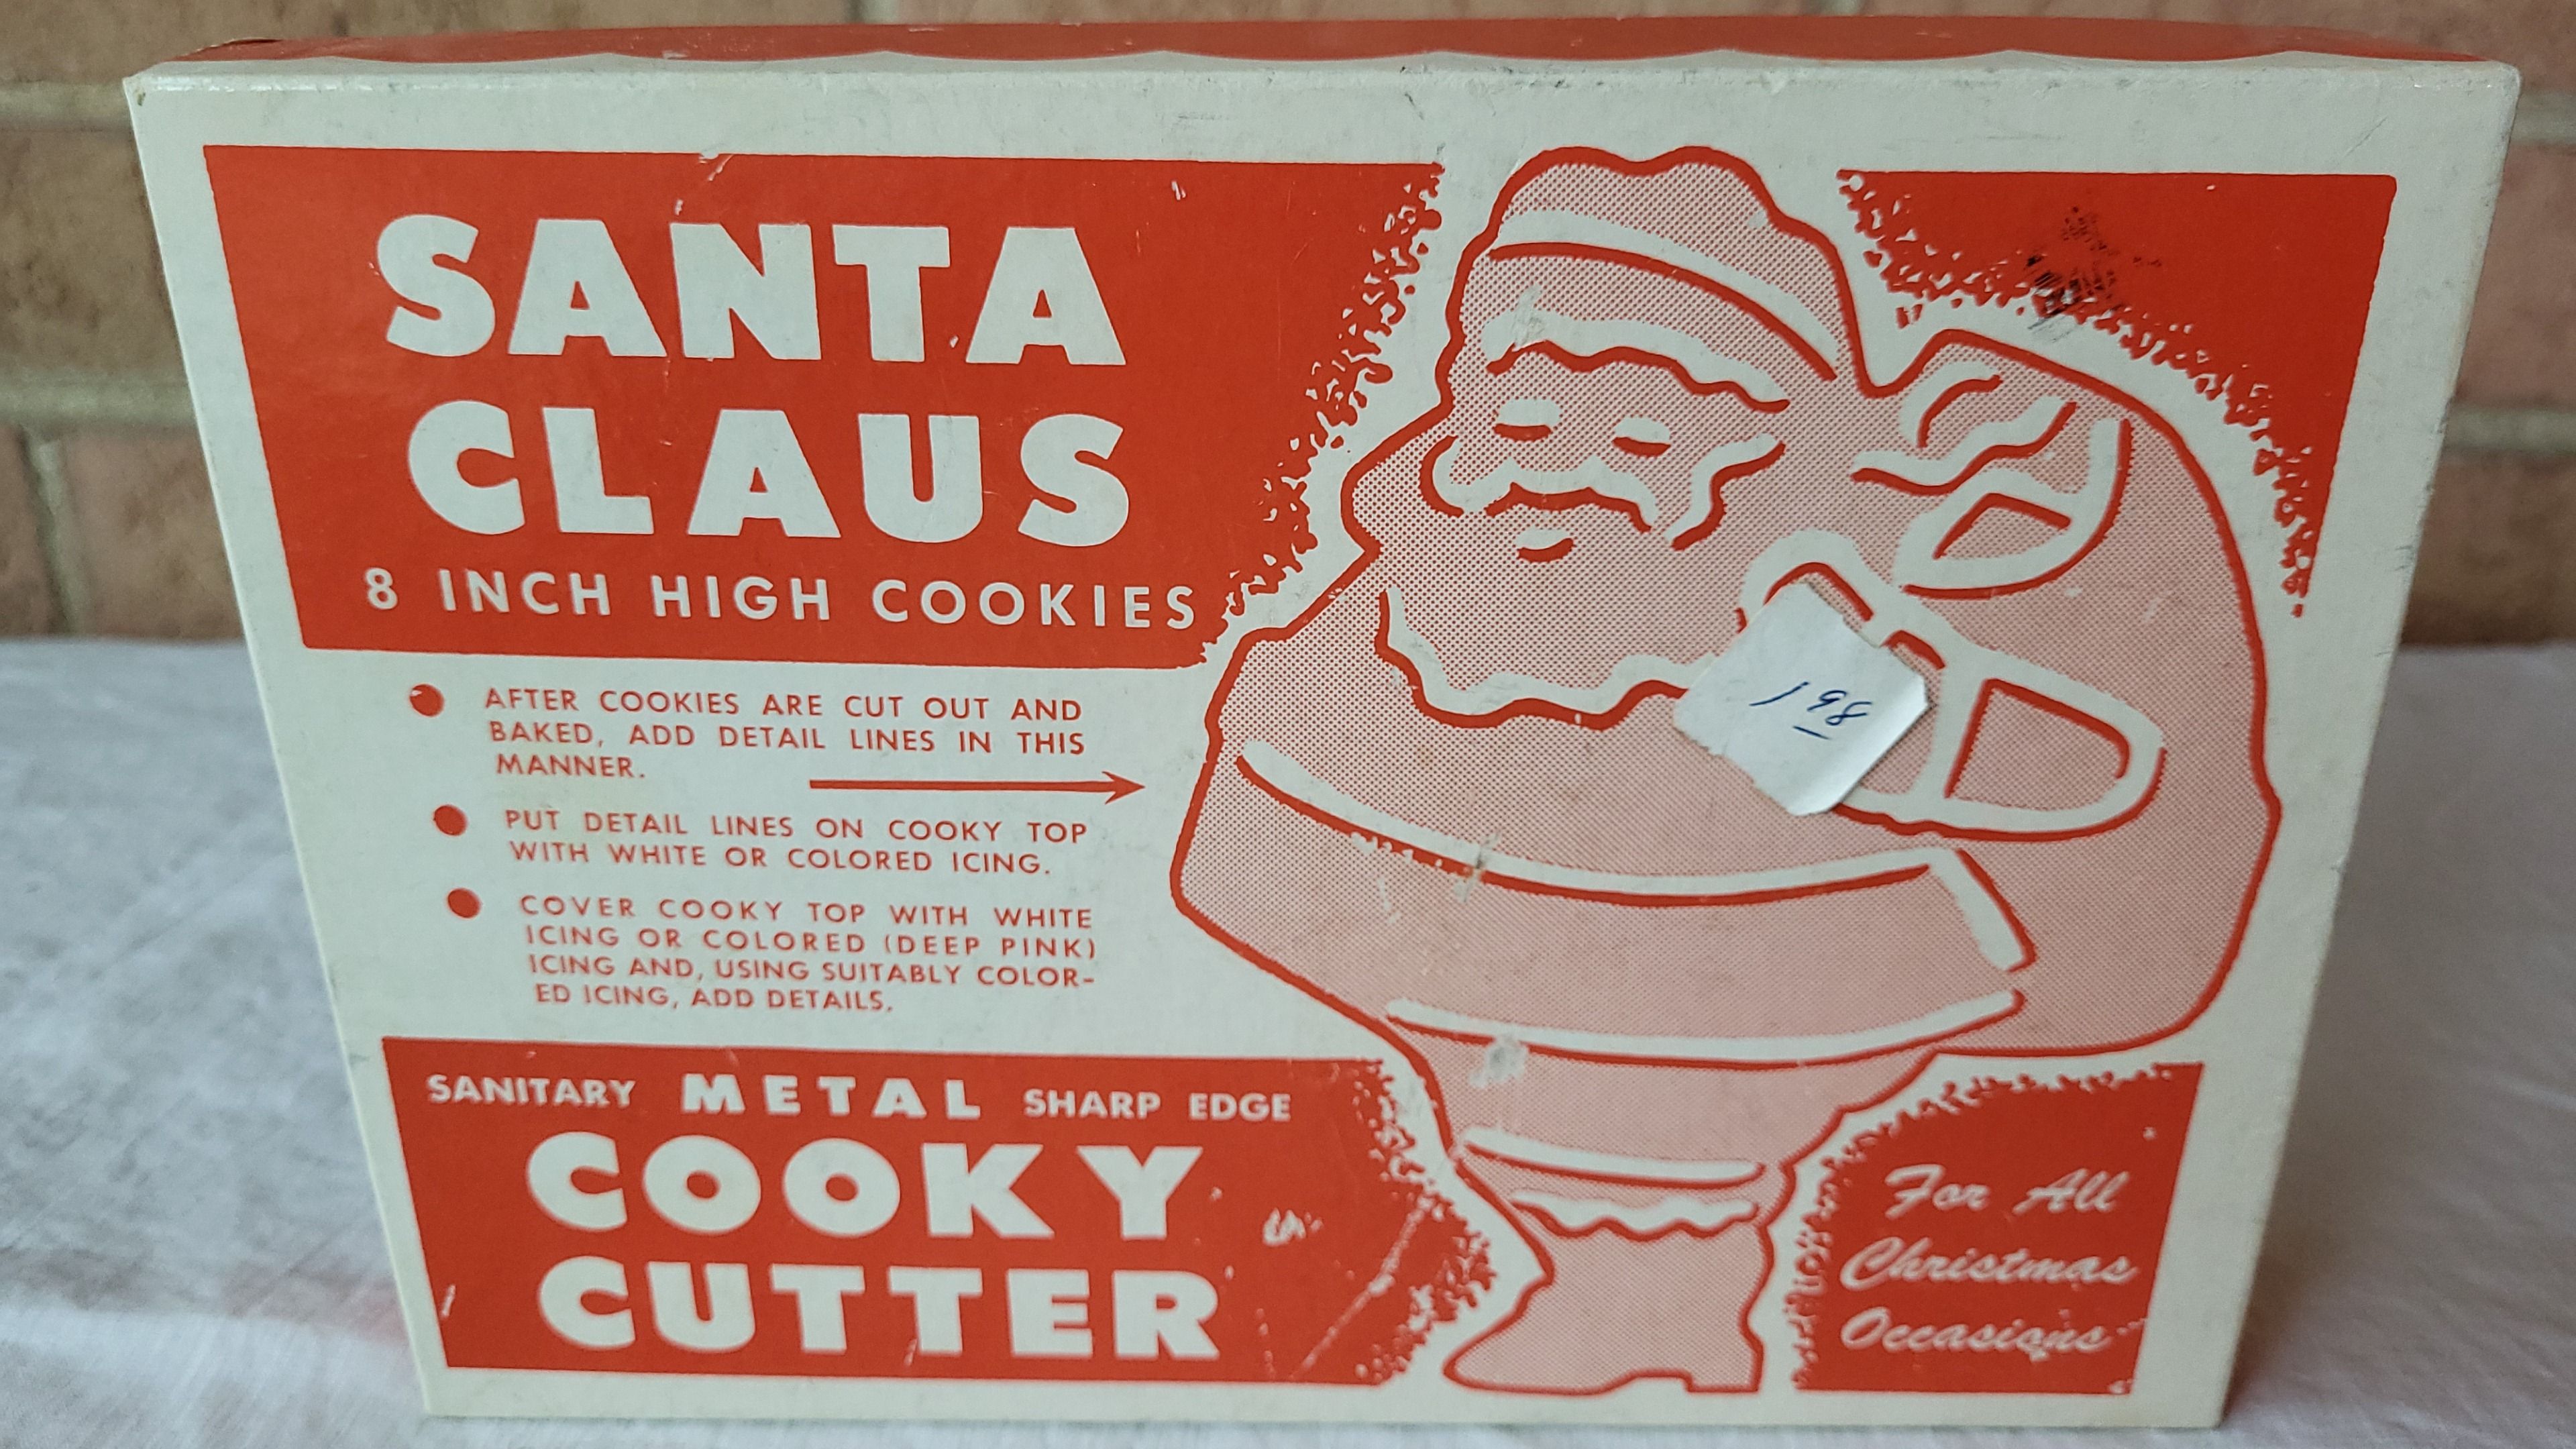 SANTA
CLAUS
8 INCH HIGH COOKIES
AFTER COOKIES ARE CUT OUT AND
BAKED, ADD DETAIL LINES IN THIS
MANNER.
PUT DETAIL LINES ON COOKY TOP
WITH WHITE OR COLORED ICING.
COVER COOKY TOP WITH WHITE
ICING OR COLORED (DEEP PINK)
ICING AND, USING SUITABLY COLOR-
ED ICING, ADD DETAILS.
198
SANITARY METAL SHARP EDGE
COOKY
CUTTER
For All
Christmas
Occasions